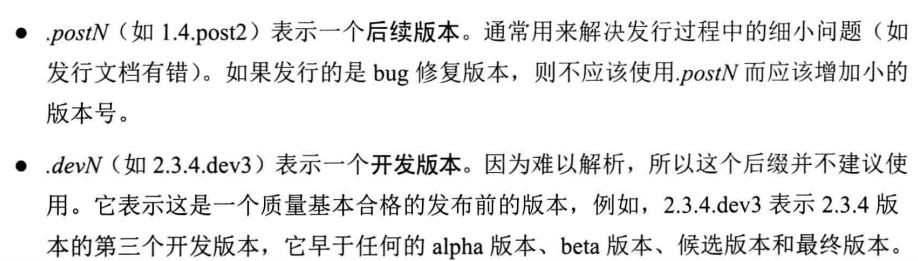 ● .postN（如 1.4.post2）表示一个后续版本。通常用来解决发行过程中的细小问题（如
发行文档有错）。如果发行的是 bug 修复版本，则不应该使用.postN 而应该增加小的
版本号。
● .devN（如 2.3.4.dev3）表示一个开发版本。因为难以解析，所以这个后缀并不建议使
用。它表示这是一个质量基本合格的发布前的版本，例如，2.3.4.dev3 表示 2.3.4 版
本的第三个开发版本，它早于任何的 alpha 版本、beta 版本、候选版本和最终版本。